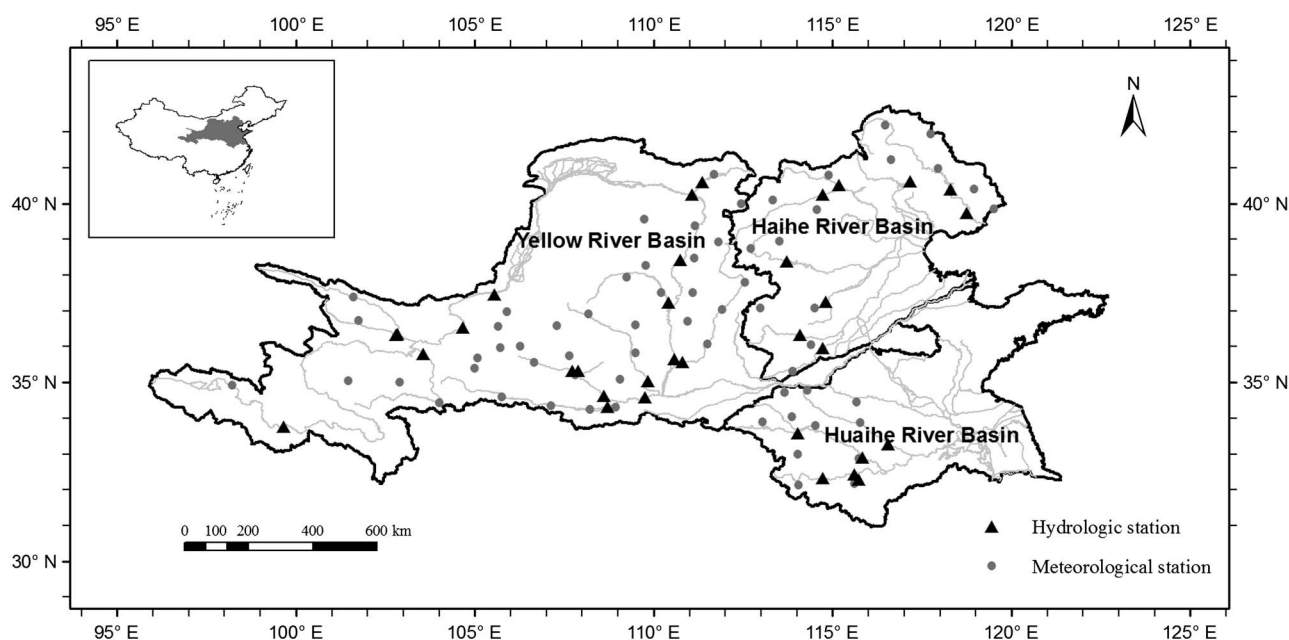 95° E 100° E 105° E 110° E 115° E 120° E 125° E
N
40° N 40° N
Haihe River Basin
Yellow River Basin
35° N 35° N
Huaihe River Basin
0 100 200 400 600 km
Hydrologic station
30° N 30° N
Meteorological station
95° E 100° E 105° E 110° E 115° E 120° E 125° E